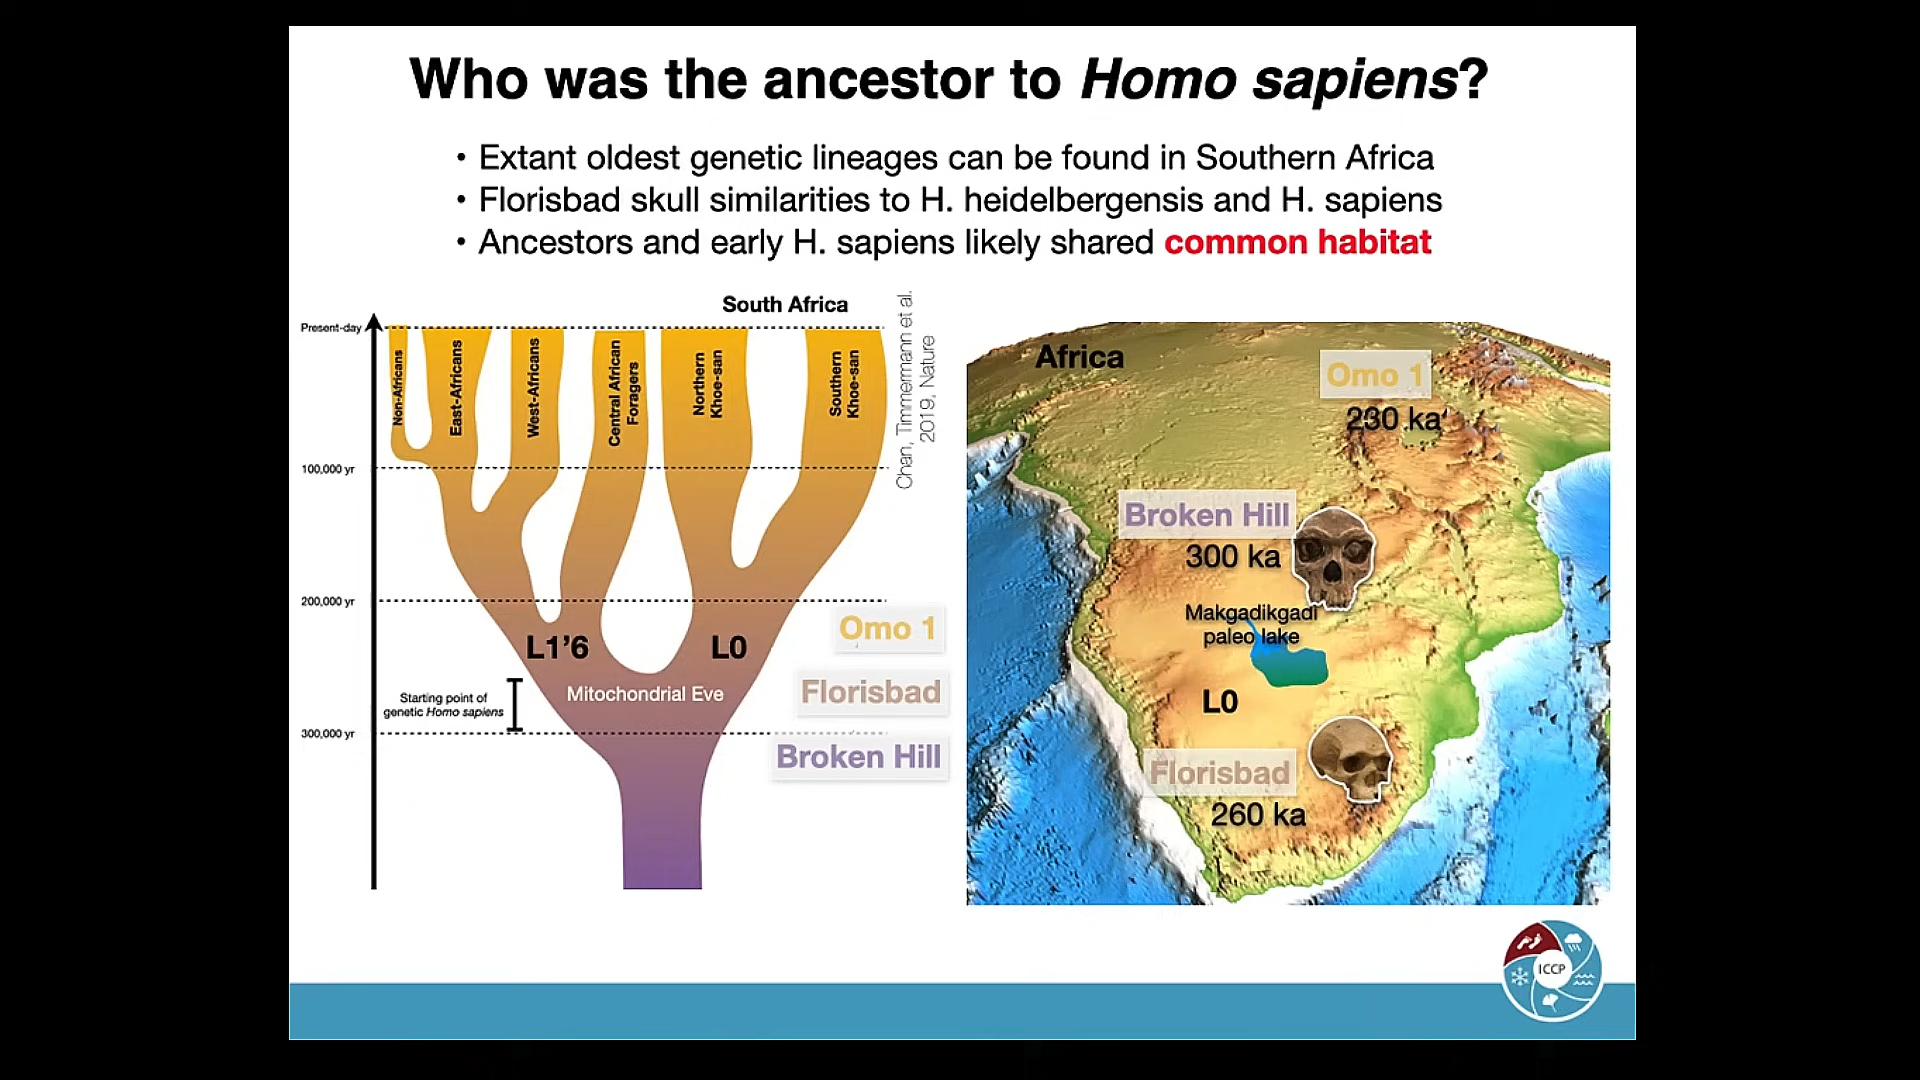 Who was the ancestor to Homo sapiens?
• Extant oldest genetic lineages can be found in Southern Africa
• Florisbad skull similarities to H. heidelbergensis and H. sapiens
• Ancestors and early H. sapiens likely shared common habitat
South Africa
Chan, Timmermann et al.
2019, Nature
Present-day
Non-Africans
East-Africans
West-Africans
Central African
Foragers
Northern
Khoe-san
Southern
Khoe-san
100,000 yr
200,000 yr
L1’6
L0
Omo 1
Starting point of
genetic Homo sapiens
Mitochondrial Eve
Florisbad
300,000 yr
Broken Hill
Africa
Omo 1
230 ka
Broken Hill
300 ka
Makgadikgadi
paleo lake
L0
Florisbad
260 ka
ICCP